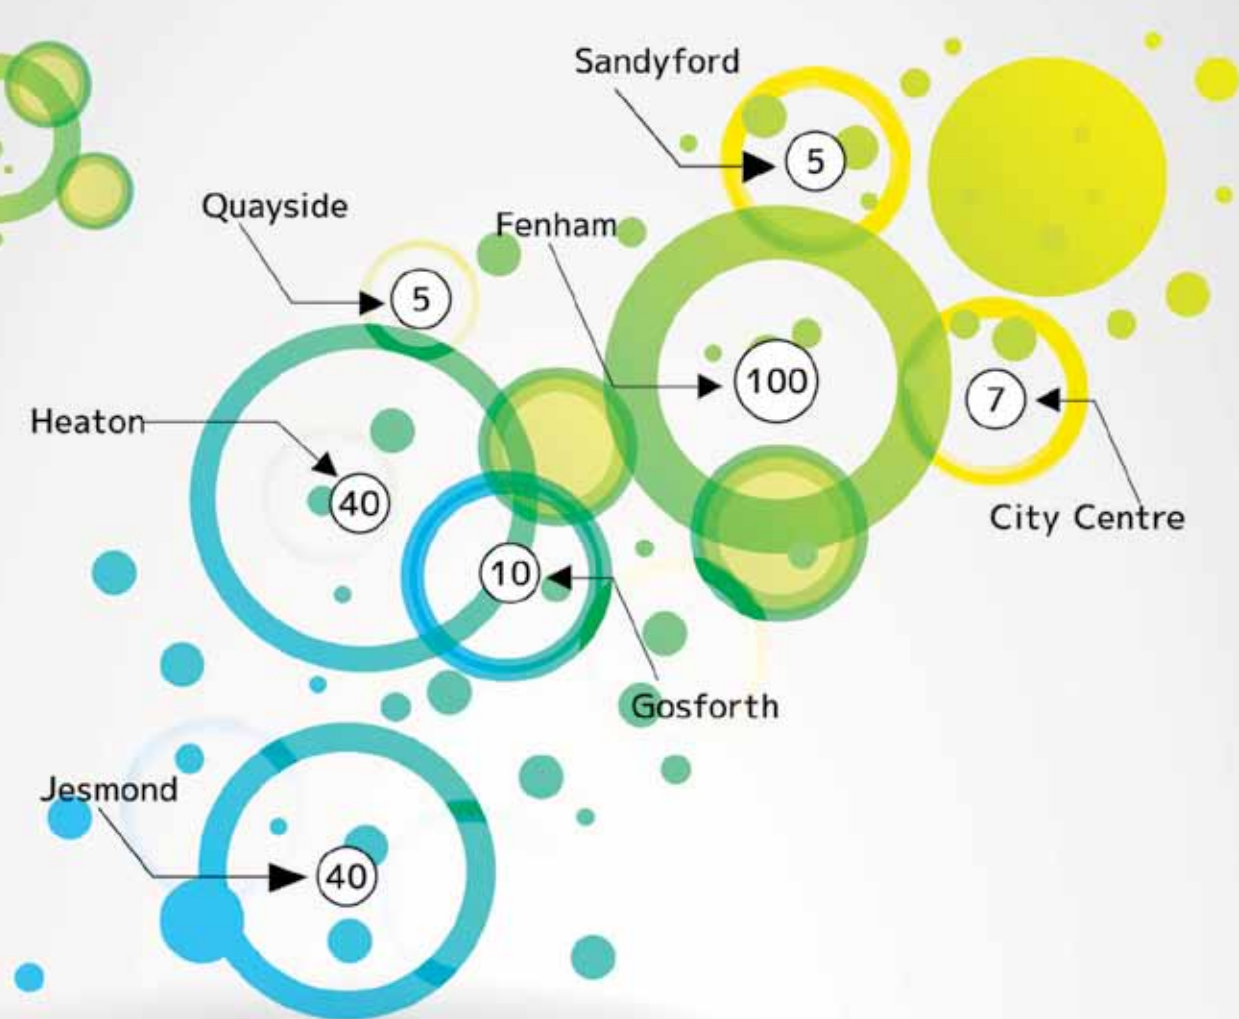 Sandyford
5
Quayside
Fenham
5
100
7
Heaton
40
City Centre
10
Gosforth
Jesmond
40